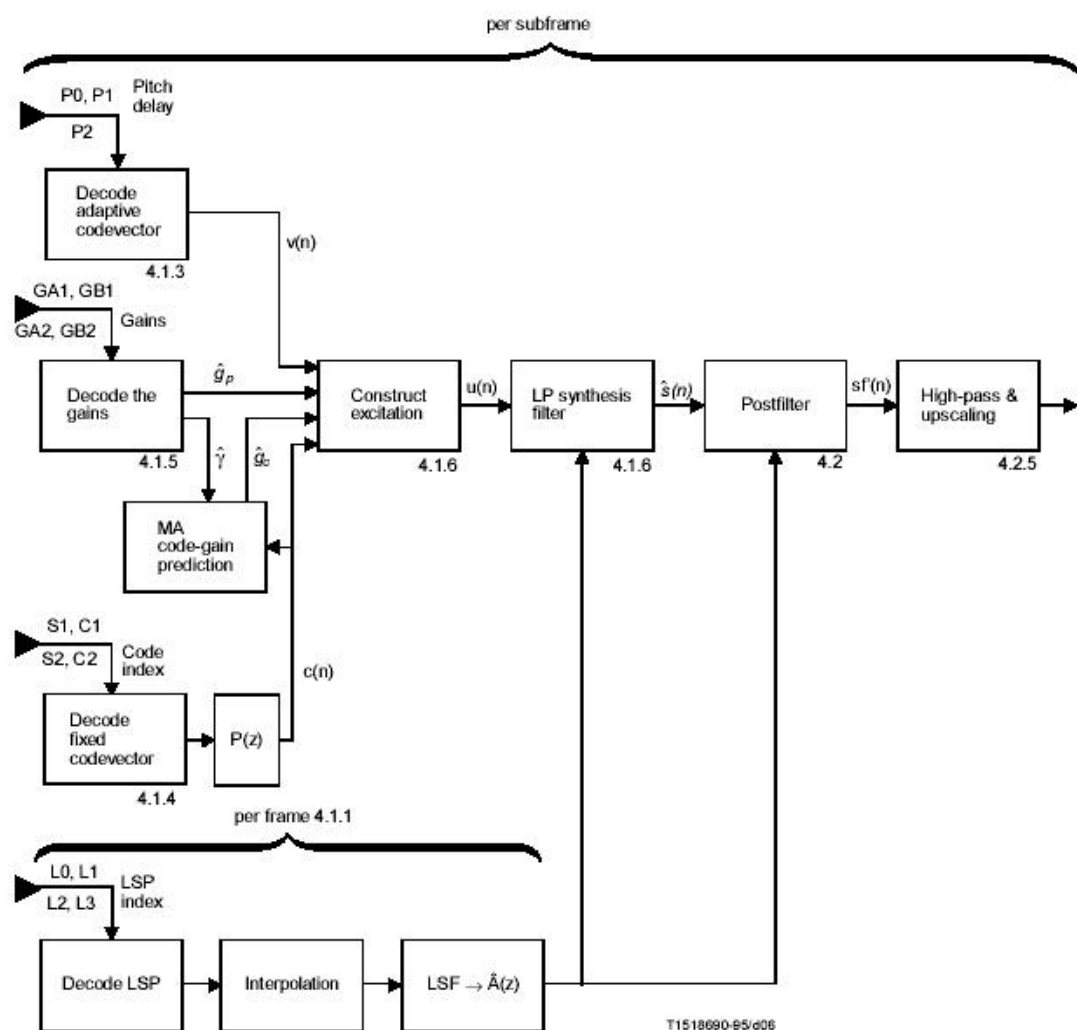 per subframe
P0, P1
P2
Pitch
delay
Decode
adaptive
codevector
4.1.3
v(n)
GA1, GB1
GA2, GB2
Gains
Decode the
gains
4.1.5
ĝp
γ̂
ĝc
MA
code-gain
prediction
Construct
excitation
4.1.6
u(n)
LP synthesis
filter
4.1.6
ŝ(n)
Postfilter
4.2
sf'(n)
High-pass &
upscaling
4.2.5
S1, C1
S2, C2
Code
index
Decode
fixed
codevector
4.1.4
P(z)
c(n)
per frame 4.1.1
L0, L1
L2, L3
LSP
index
Decode LSP
Interpolation
LSF → Â(z)
T1518690-95/d06